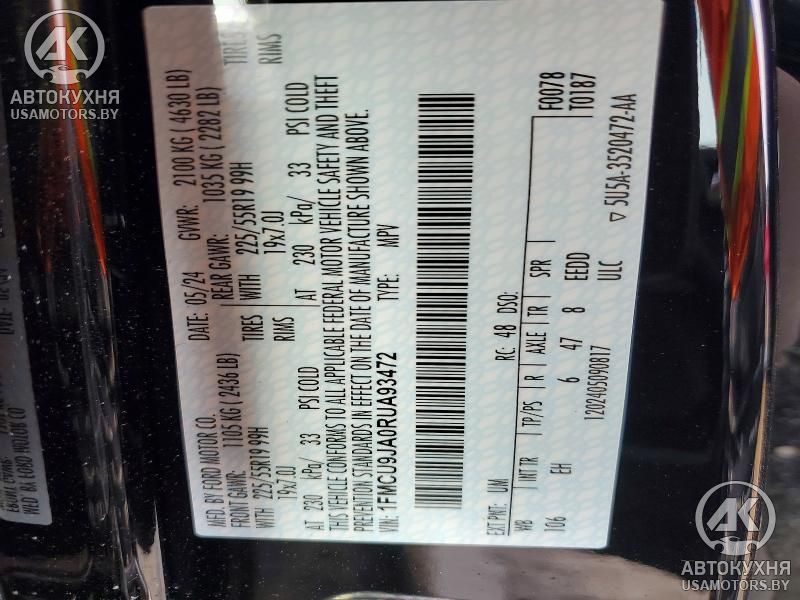 MFD. BY FORD MOTOR CO.
DATE: 05/24
GVWR: 2100 KG ( 4630 LB)
FRONT GAWR: 1105 KG ( 2436 LB)
REAR GAWR: 1035 KG ( 2282 LB)
WITH 225/55R19 99H TIRES
WITH 225/55R19 99H TIRES
19x7.0J RIMS
19x7.0J RIMS
AT 230 kPa/ 33 PSI COLD
AT 230 kPa/ 33 PSI COLD
THIS VEHICLE CONFORMS TO ALL APPLICABLE FEDERAL MOTOR VEHICLE SAFETY AND THEFT
PREVENTION STANDARDS IN EFFECT ON THE DATE OF MANUFACTURE SHOWN ABOVE.
VIN: 1FMCU9JA0RUA93472
TYPE: MPV
F0078
T0187
EXT PNT: UM RC: 48 DSO:
WB INT TR TP/PS R AXLE TR SPR
106 EH 6 47 8 EEDD
ULC
1202405090817
5U5A-3520472-AA
АК
АВТОКУХНЯ
USAMOTORS.BY
АК
АВТОКУХНЯ
USAMOTORS.BY